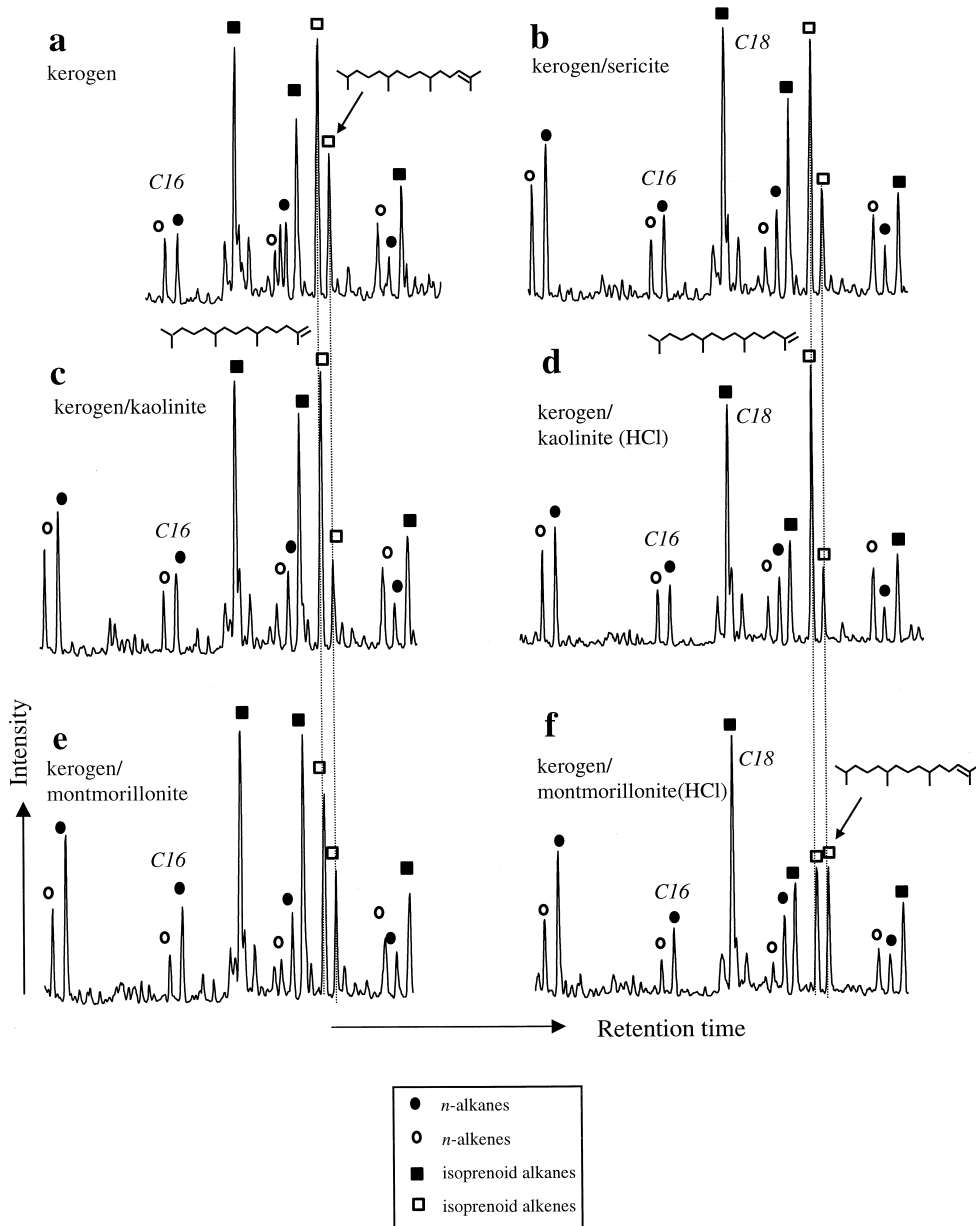 a
kerogen
C16
b
kerogen/sericite
C18
C16
c
kerogen/kaolinite
C16
d
kerogen/
kaolinite (HCl)
C18
C16
e
kerogen/
montmorillonite
C16
f
kerogen/
montmorillonite(HCl)
C18
C16
Intensity
Retention time
n-alkanes
n-alkenes
isoprenoid alkanes
isoprenoid alkenes